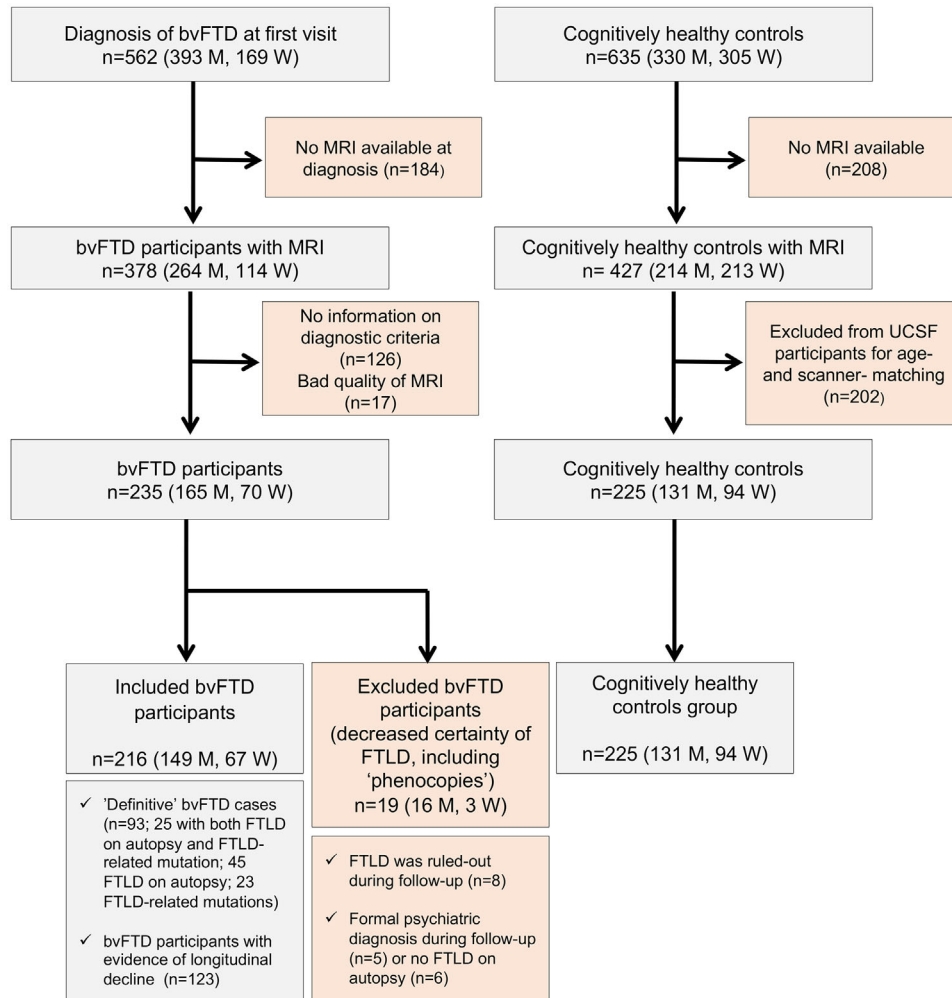 Diagnosis of bvFTD at first visit
n=562 (393 M, 169 W)
Cognitively healthy controls
n=635 (330 M, 305 W)
No MRI available at
diagnosis (n=184)
No MRI available
(n=208)
bvFTD participants with MRI
n=378 (264 M, 114 W)
Cognitively healthy controls with MRI
n= 427 (214 M, 213 W)
No information on
diagnostic criteria
(n=126)
Bad quality of MRI
(n=17)
Excluded from UCSF
participants for age-
and scanner- matching
(n=202)
bvFTD participants
n=235 (165 M, 70 W)
Cognitively healthy controls
n=225 (131 M, 94 W)
Included bvFTD
participants
n=216 (149 M, 67 W)
Excluded bvFTD
participants
(decreased certainty of
FTLD, including
‘phenocopies’)
n=19 (16 M, 3 W)
Cognitively healthy
controls group
n=225 (131 M, 94 W)
✓ ’Definitive’ bvFTD cases
(n=93; 25 with both FTLD
on autopsy and FTLD-
related mutation; 45
FTLD on autopsy; 23
FTLD-related mutations)
✓ bvFTD participants with
evidence of longitudinal
decline (n=123)
✓ FTLD was ruled-out
during follow-up (n=8)
✓ Formal psychiatric
diagnosis during follow-up
(n=5) or no FTLD on
autopsy (n=6)